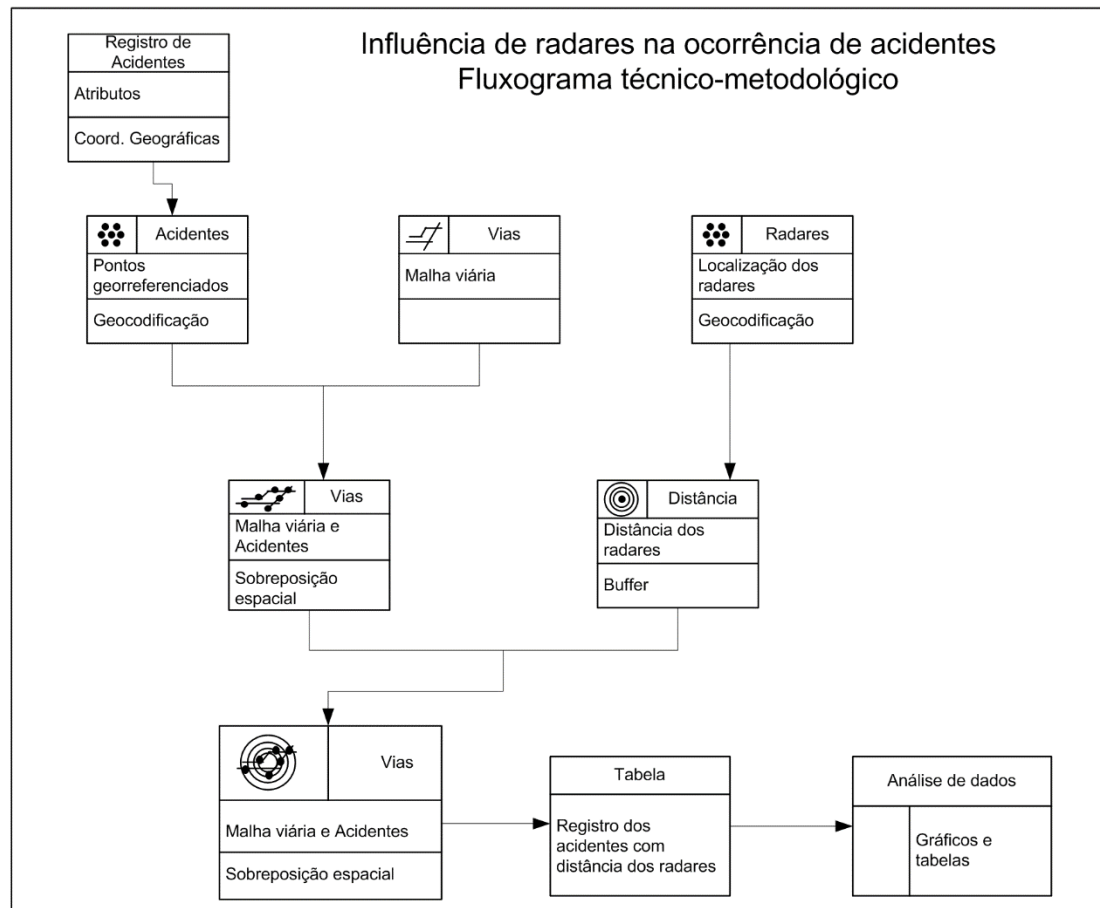 Influência de radares na ocorrência de acidentes
Fluxograma técnico-metodológico
Registro de
Acidentes
Atributos
Coord. Geográficas
Acidentes
Pontos
georreferenciados
Geocodificação
Vias
Malha viária
Radares
Localização dos
radares
Geocodificação
Vias
Malha viária e
Acidentes
Sobreposição
espacial
Distância
Distância dos
radares
Buffer
Vias
Malha viária e Acidentes
Sobreposição espacial
Tabela
Registro dos
acidentes com
distância dos radares
Análise de dados
Gráficos e
tabelas